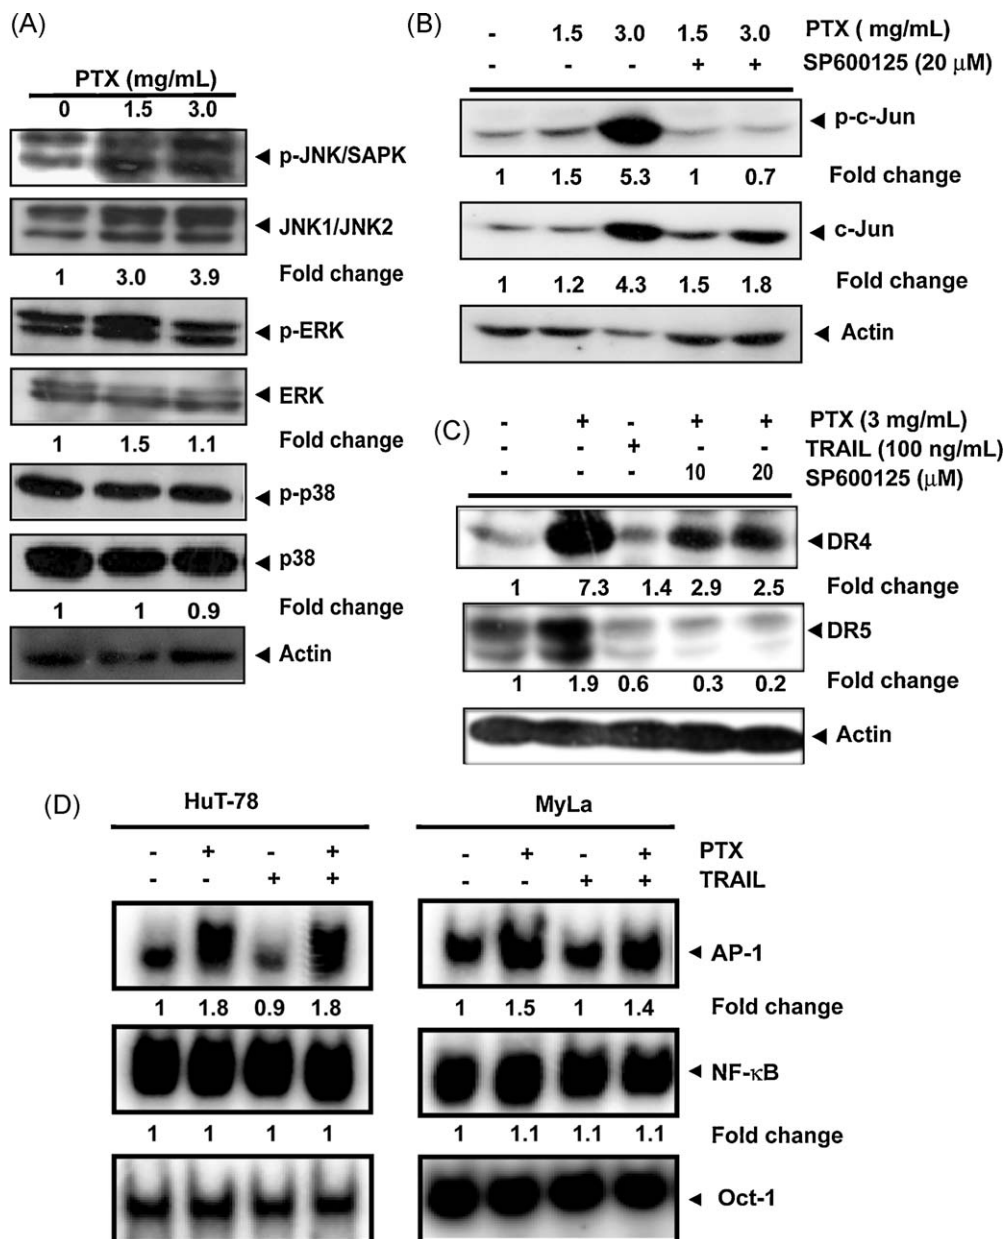 (A)
PTX (mg/mL)
0 1.5 3.0
p-JNK/SAPK
JNK1/JNK2
1 3.0 3.9 Fold change
p-ERK
ERK
1 1.5 1.1 Fold change
p-p38
p38
1 1 0.9 Fold change
Actin
(B)
- 1.5 3.0 1.5 3.0 PTX ( mg/mL)
- - - + + SP600125 (20 μM)
p-c-Jun
1 1.5 5.3 1 0.7 Fold change
c-Jun
1 1.2 4.3 1.5 1.8 Fold change
Actin
(C)
- + - + + PTX (3 mg/mL)
- - + - - TRAIL (100 ng/mL)
- - - 10 20 SP600125 (μM)
DR4
1 7.3 1.4 2.9 2.5 Fold change
DR5
1 1.9 0.6 0.3 0.2 Fold change
Actin
(D)
HuT-78 MyLa
- + - + - + - + PTX
- - + + - - + + TRAIL
AP-1
1 1.8 0.9 1.8 1 1.5 1 1.4 Fold change
NF-κB
1 1 1 1 1 1.1 1.1 1.1 Fold change
Oct-1